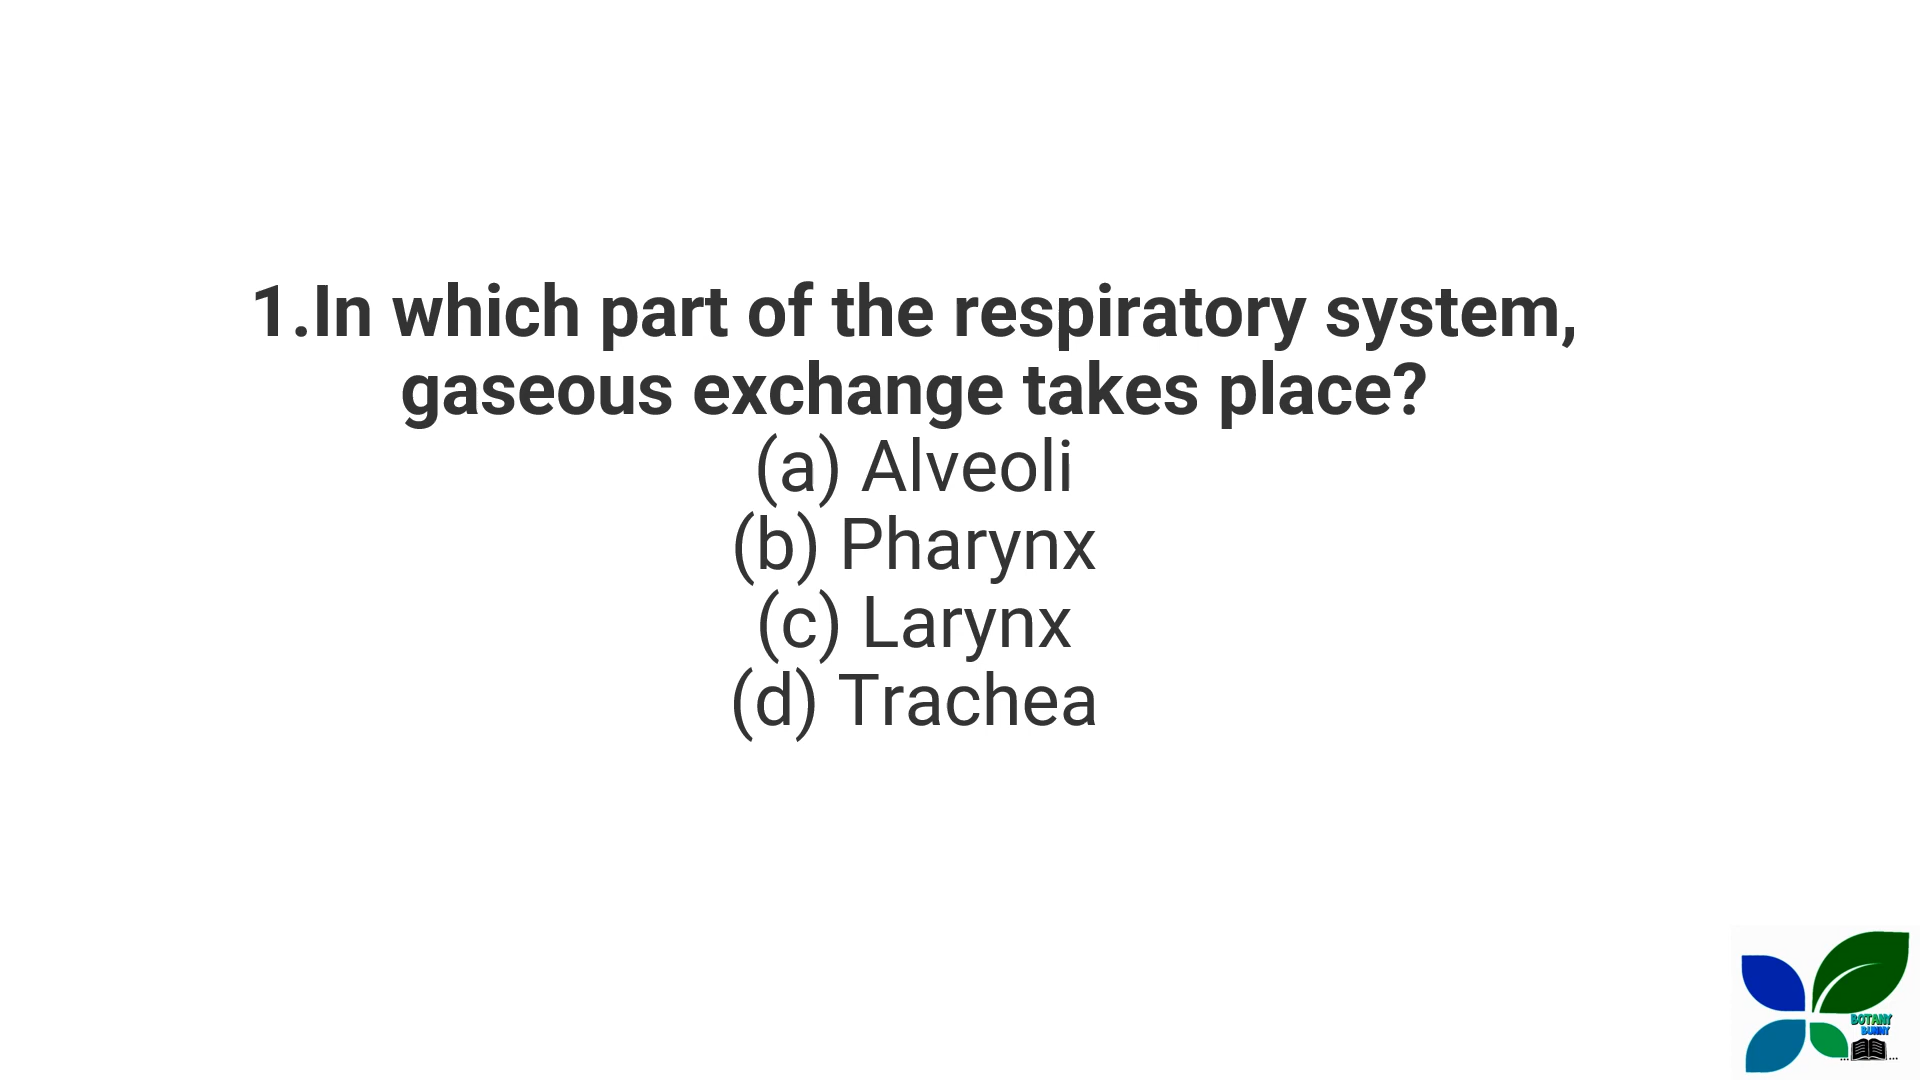 1.In which part of the respiratory system,
gaseous exchange takes place?
(a) Alveoli
(b) Pharynx
(c) Larynx
(d) Trachea
BOTANY
BUNNY